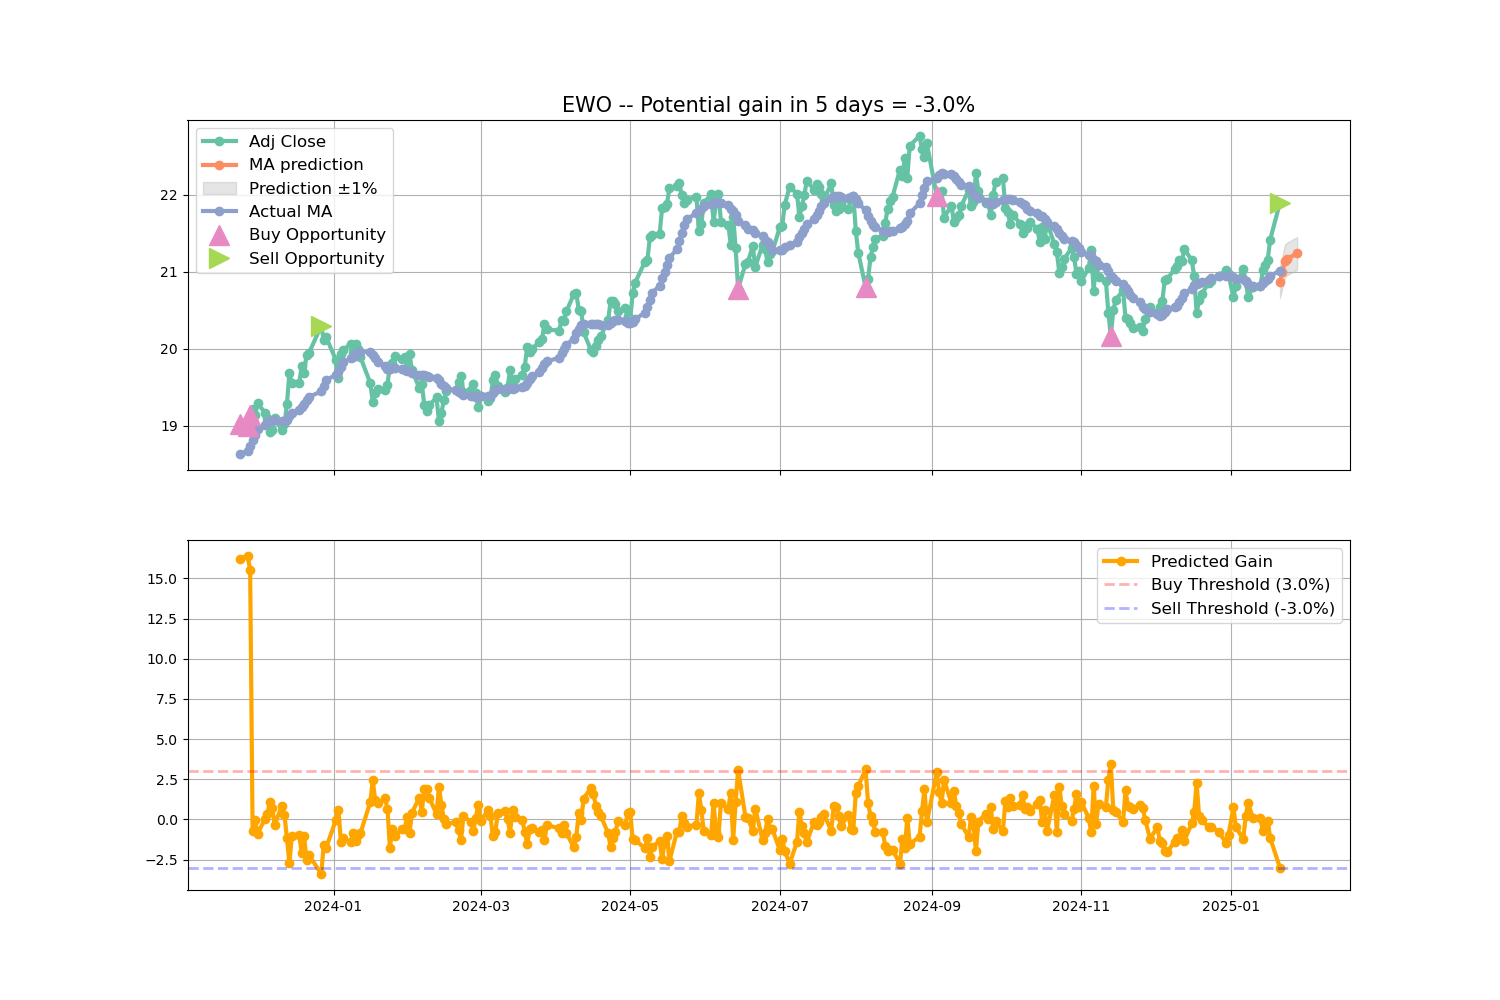 EWO -- Potential gain in 5 days = -3.0%
Adj Close
MA prediction
Prediction ±1%
Actual MA
Buy Opportunity
Sell Opportunity
22
21
20
19
Predicted Gain
Buy Threshold (3.0%)
Sell Threshold (-3.0%)
15.0
12.5
10.0
7.5
5.0
2.5
0.0
−2.5
2024-01
2024-03
2024-05
2024-07
2024-09
2024-11
2025-01